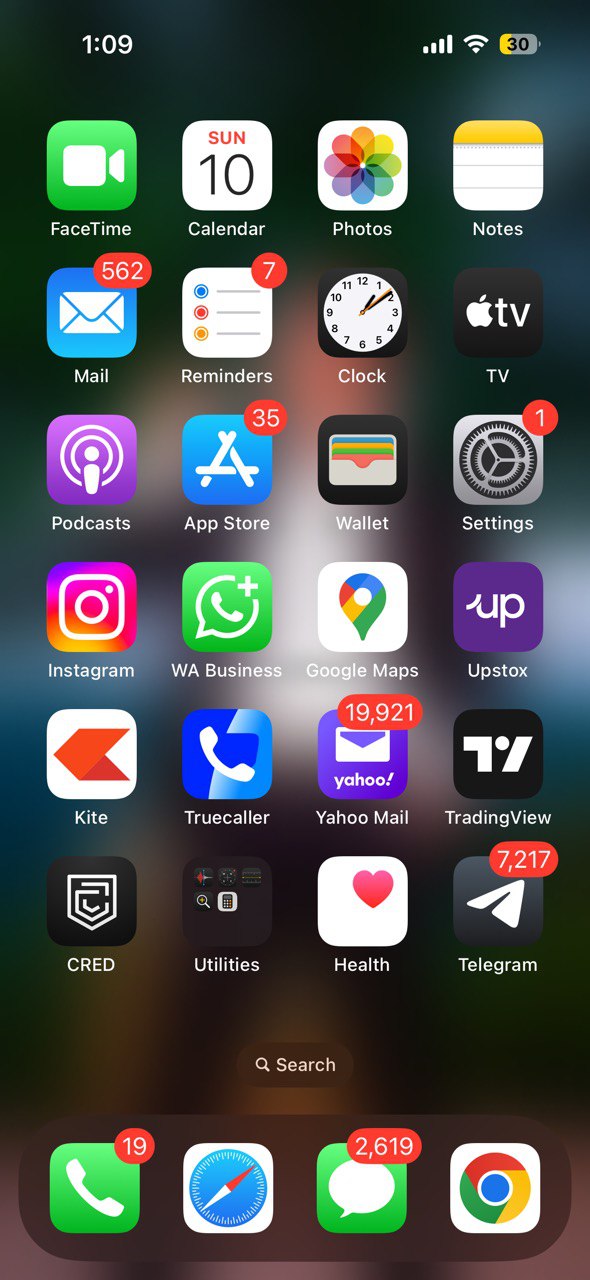 1:09
30
SUN
10
FaceTime
Calendar
Photos
Notes
562
7
12
11 1
10 2
9 3
8 4
7 5
6
tv
Mail
Reminders
Clock
TV
35
1
Podcasts
App Store
Wallet
Settings
up
Instagram
WA Business
Google Maps
Upstox
19,921
yahoo!
Kite
Truecaller
Yahoo Mail
TradingView
7,217
CRED
Utilities
Health
Telegram
Search
19
2,619